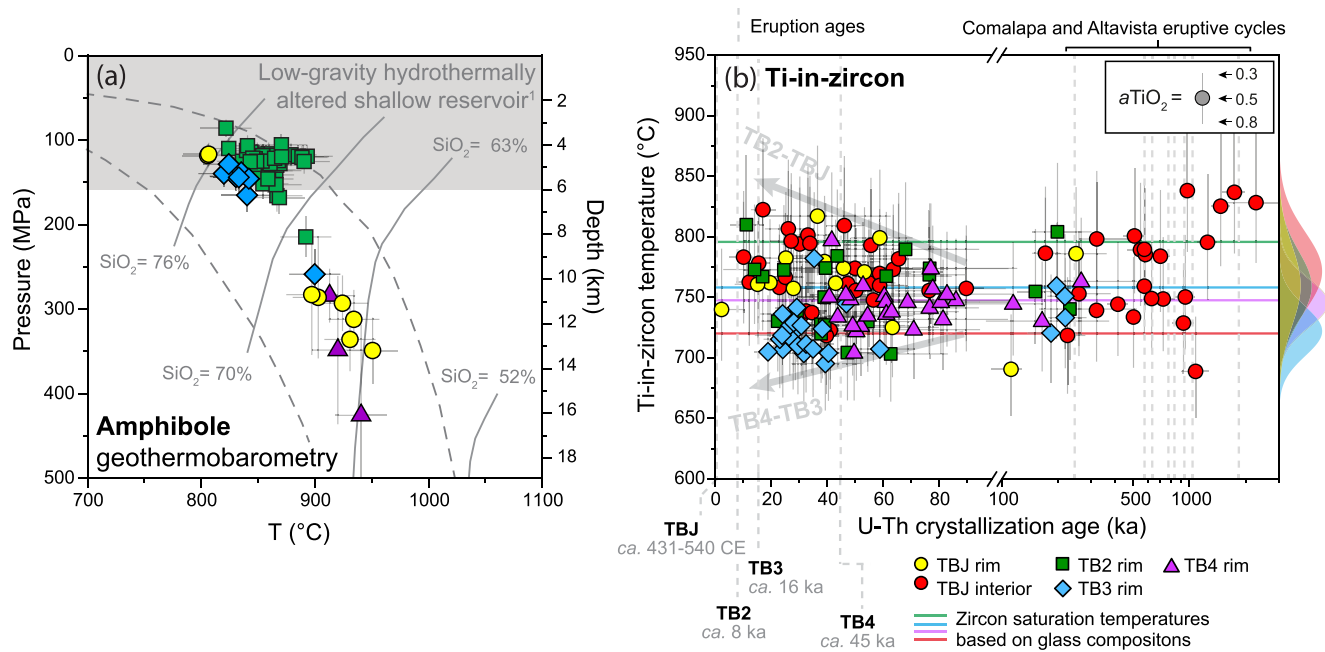 (a)
Low-gravity hydrothermally
altered shallow reservoir1
SiO2= 63%
SiO2= 76%
SiO2= 70%
SiO2= 52%
Amphibole
geothermobarometry
0
100
200
300
400
500
Pressure (MPa)
2
4
6
8
10
12
14
16
18
Depth (km)
700
800
900
1000
1100
T (°C)
Eruption ages
Comalapa and Altavista eruptive cycles
(b) Ti-in-zircon
aTiO2 =
0.3
0.5
0.8
TB2-TBJ
TB4-TB3
950
900
850
800
750
700
650
600
Ti-in-zircon temperature (°C)
0
20
40
60
80
100
500
1000
U-Th crystallization age (ka)
TBJ
ca. 431-540 CE
TB3
ca. 16 ka
TB2
ca. 8 ka
TB4
ca. 45 ka
TBJ rim
TB2 rim
TB4 rim
TBJ interior
TB3 rim
Zircon saturation temperatures
based on glass compositons